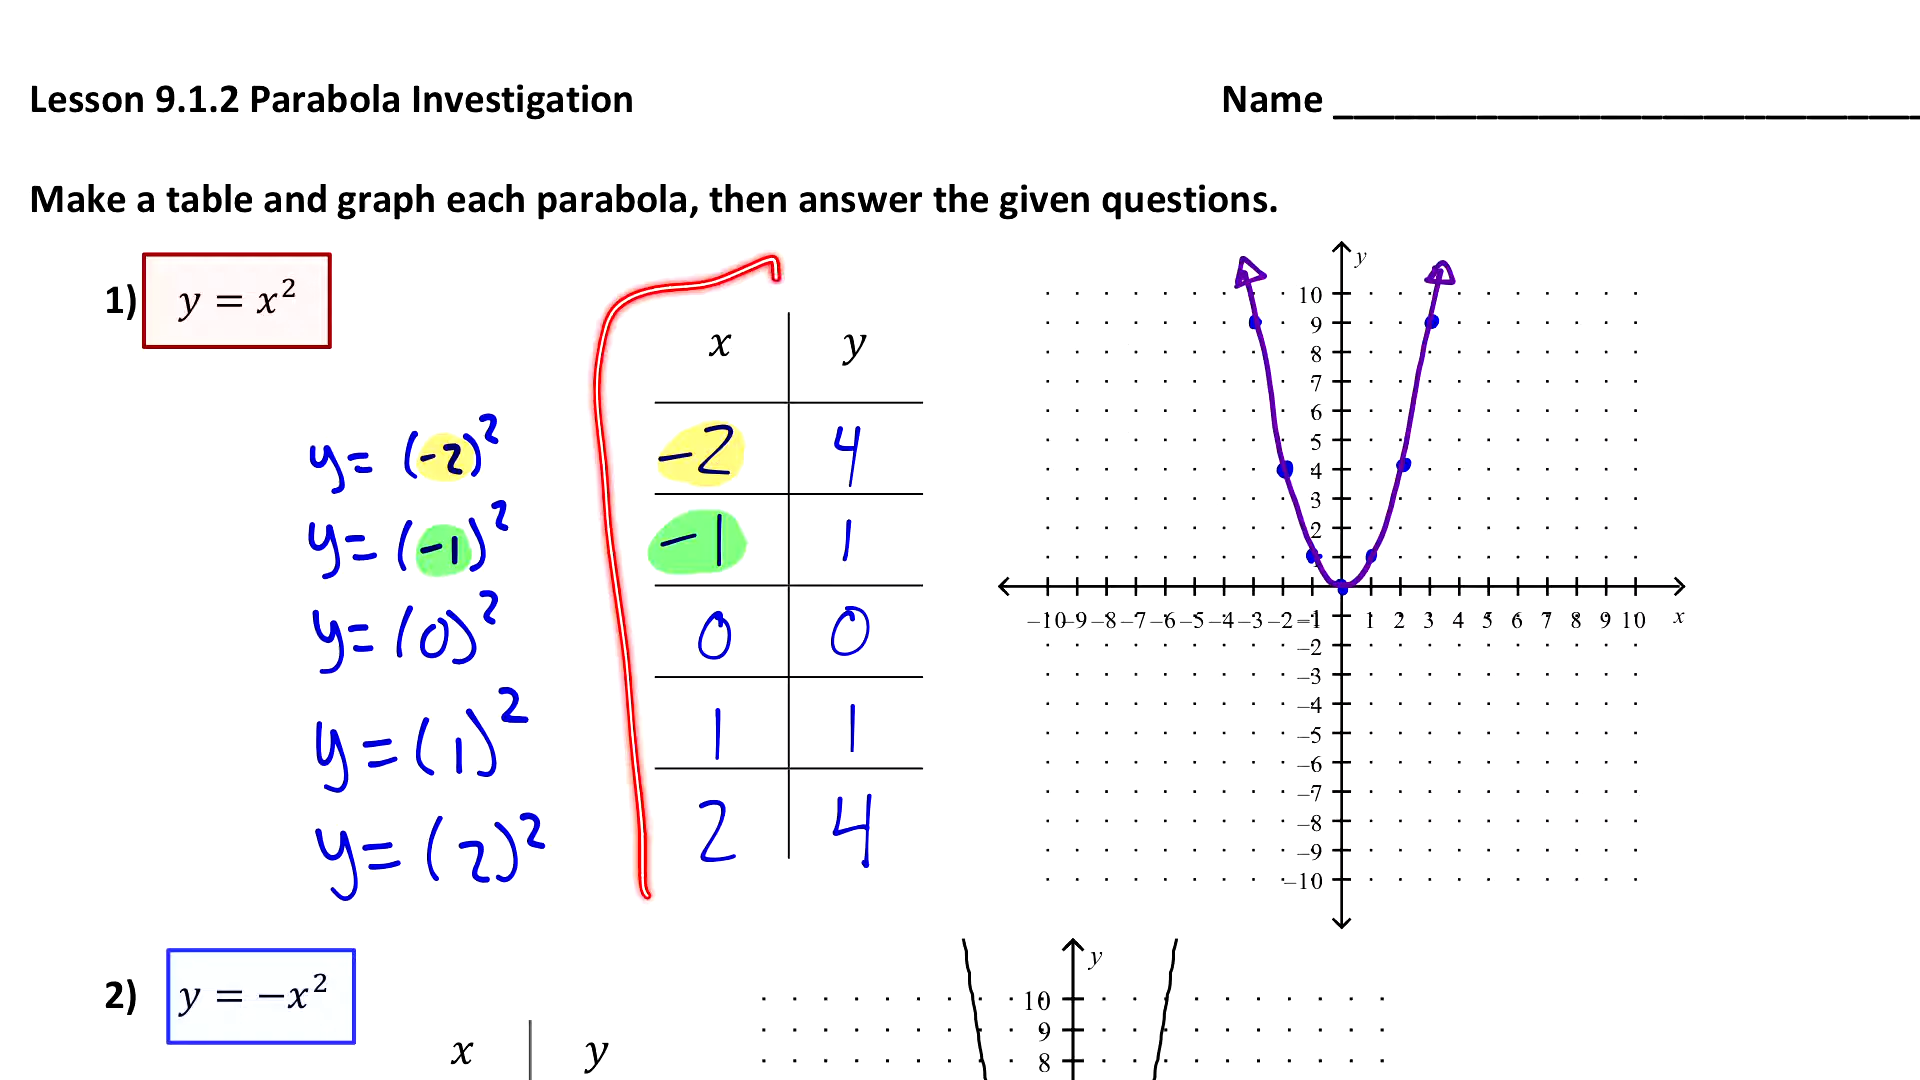 Lesson 9.1.2 Parabola Investigation
Name ______________________________
Make a table and graph each parabola, then answer the given questions.
1) y = x²
y = (-2)²
y = (-1)²
y = (0)²
y = (1)²
y = (2)²
x y
-2 4
-1 1
0 0
1 1
2 4
y
10
9
8
7
6
5
4
3
2
1
–10 –9 –8 –7 –6 –5 –4 –3 –2 –1 1 2 3 4 5 6 7 8 9 10 x
–2
–3
–4
–5
–6
–7
–8
–9
–10
2) y = −x²
x y
y
10
9
8